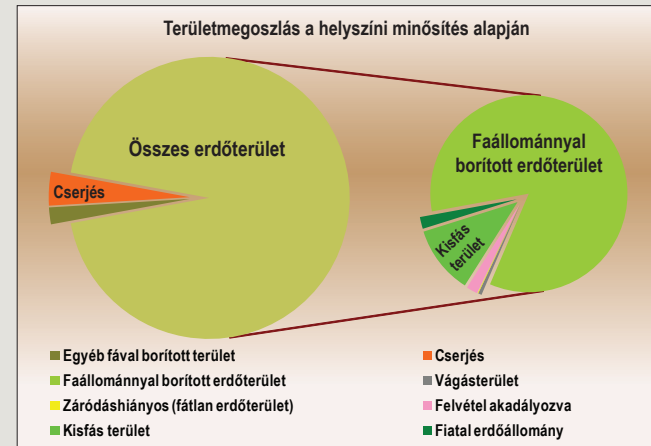 Területmegoszlás a helyszíni minősítés alapján
Összes erdőterület
Cserjés
Faállománnyal
borított erdőterület
Kisfás
terület
Egyéb fával borított terület
Cserjés
Faállománnyal borított erdőterület
Vágásterület
Záródáshiányos (fátlan erdőterület)
Felvétel akadályozva
Kisfás terület
Fiatal erdőállomány